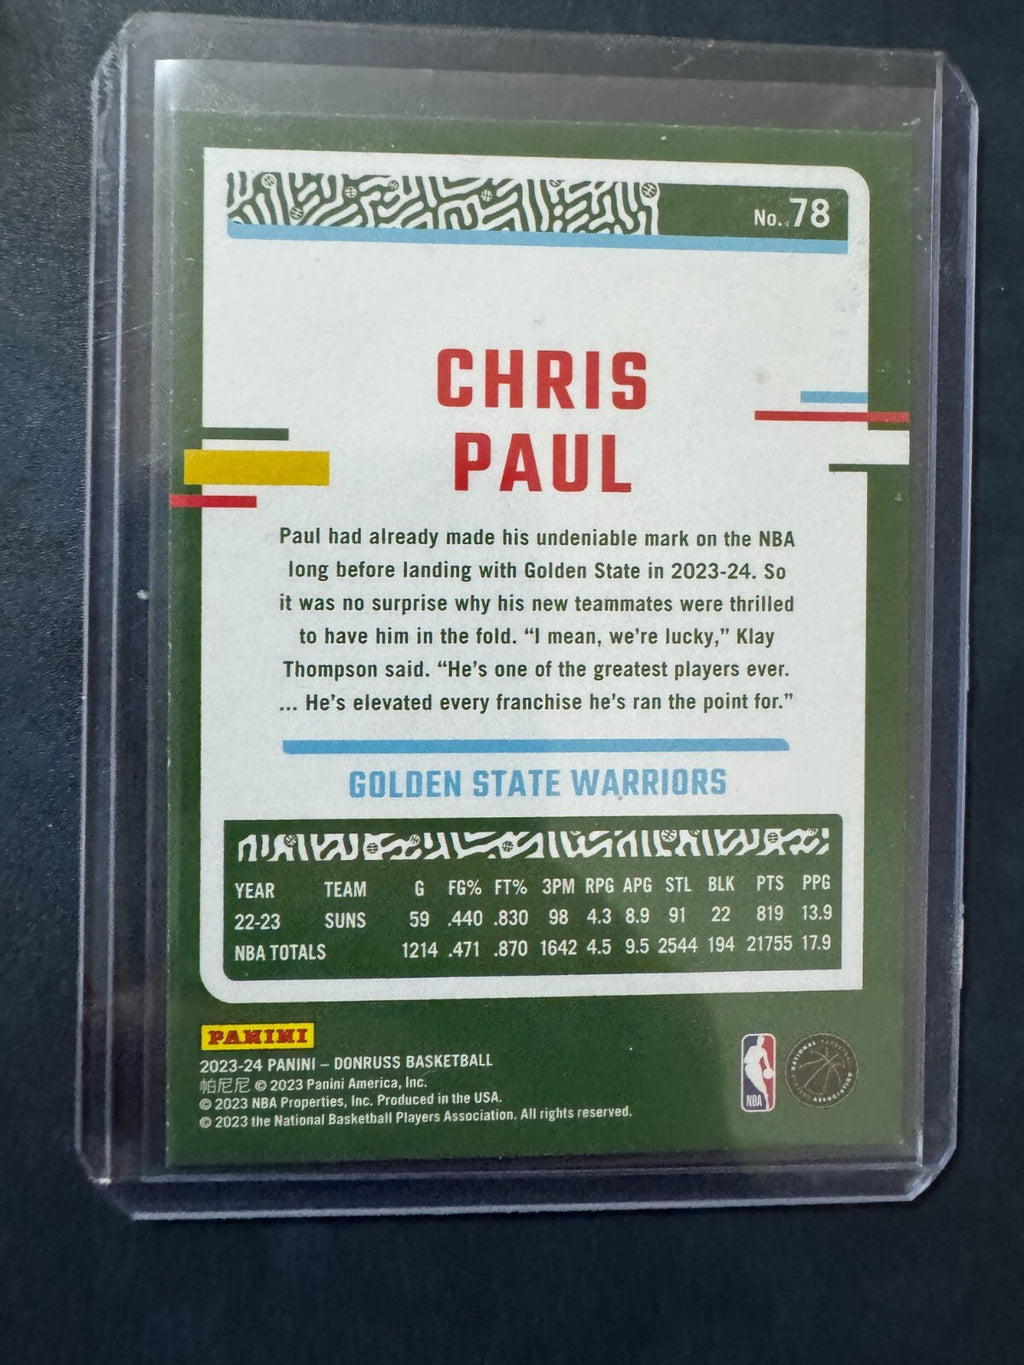 No. 78
CHRIS
PAUL
Paul had already made his undeniable mark on the NBA
long before landing with Golden State in 2023-24. So
it was no surprise why his new teammates were thrilled
to have him in the fold. “I mean, we’re lucky,” Klay
Thompson said. “He’s one of the greatest players ever.
... He’s elevated every franchise he’s ran the point for.”
GOLDEN STATE WARRIORS
YEAR TEAM G FG% FT% 3PM RPG APG STL BLK PTS PPG
22-23 SUNS 59 .440 .830 98 4.3 8.9 91 22 819 13.9
NBA TOTALS 1214 .471 .870 1642 4.5 9.5 2544 194 21755 17.9
PANINI
2023-24 PANINI – DONRUSS BASKETBALL
帕尼尼 © 2023 Panini America, Inc.
© 2023 NBA Properties, Inc. Produced in the USA.
© 2023 the National Basketball Players Association. All rights reserved.
NBA
NATIONAL BASKETBALL PLAYERS ASSOCIATION